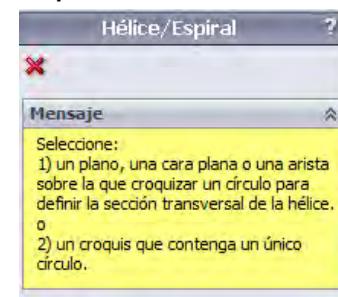 Hélice/Espiral ?
Mensaje
Seleccione:
1) un plano, una cara plana o una arista
sobre la que croquizar un círculo para
definir la sección transversal de la hélice.
o
2) un croquis que contenga un único
círculo.